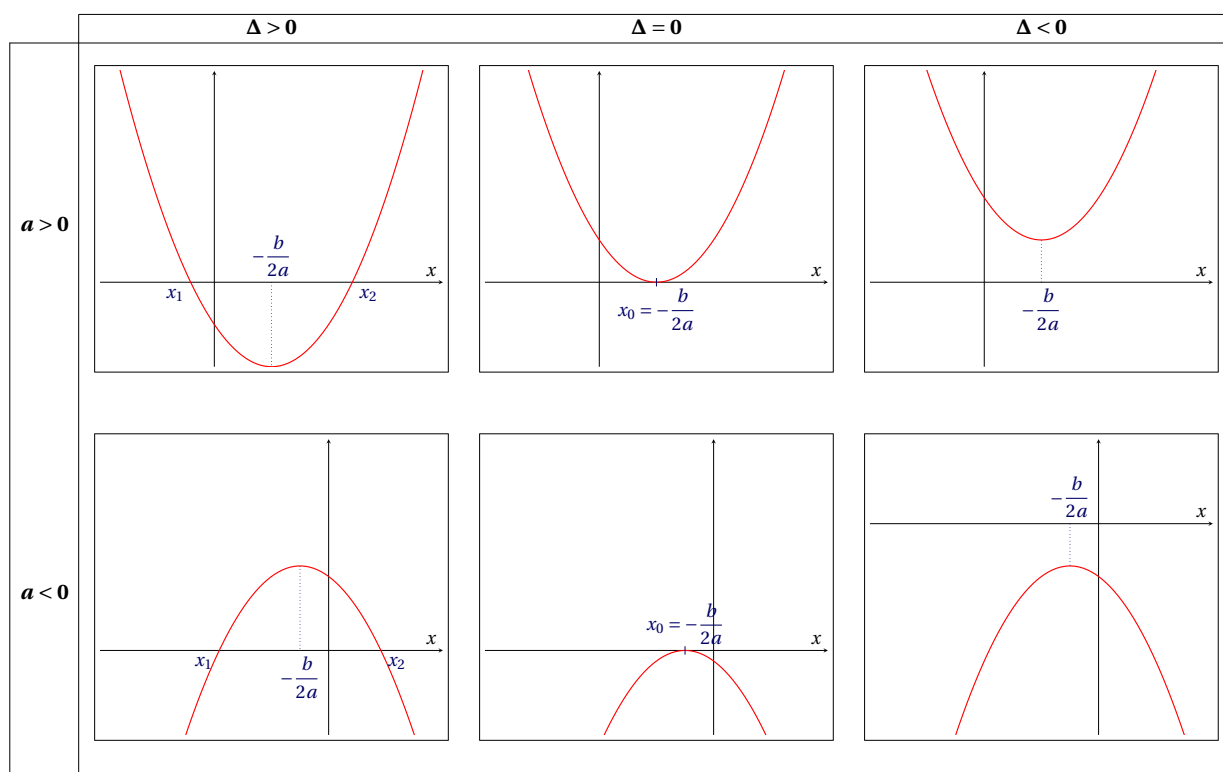 Δ > 0 Δ = 0 Δ < 0
a > 0
−b/2a
x
x₁ x₂
x
x₀ = −b/2a
x
−b/2a
a < 0
x
x₁ x₂
−b/2a
x₀ = −b/2a
x
−b/2a
x